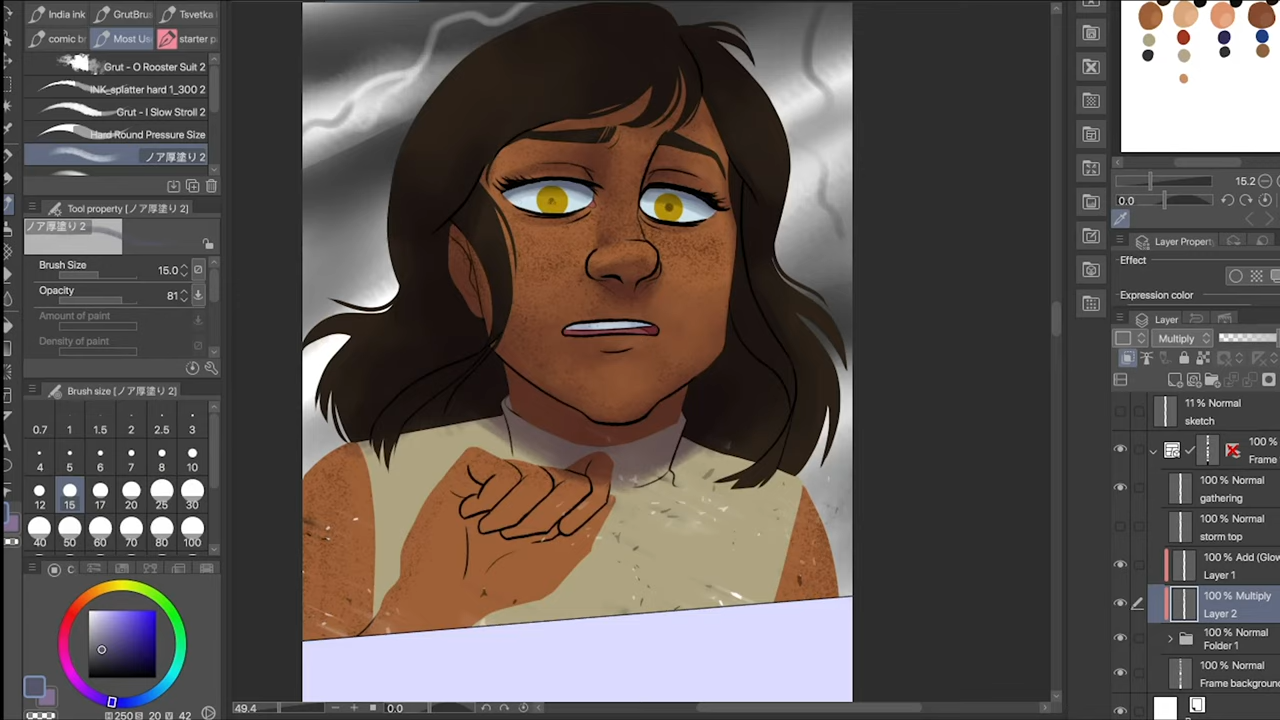 India ink
GrutBrus
Tsvetka
comic b
Most Us
starter p
Grut - O Rooster Suit 2
INK_splatter hard 1_300 2
Grut - I Slow Stroll 2
Hard Round Pressure Size
ノア厚塗り 2
Tool property [ノア厚塗り 2]
ノア厚塗り 2
Brush Size 15.0
Opacity 81
Amount of paint
Density of paint
Brush size [ノア厚塗り 2]
0.7 1 1.5 2 2.5 3
4 5 6 7 8 10
12 15 17 20 25 30
40 50 60 70 80 100
C
250 S 20 V 42
49.4
0.0
15.2
0.0
Layer Propert
Effect
Expression color
Layer
Multiply
11 % Normal
sketch
100 %
Frame
100 % Normal
gathering
100 % Normal
storm top
100 % Add (Glow
Layer 1
100 % Multiply
Layer 2
100 % Normal
Folder 1
100 % Normal
Frame background